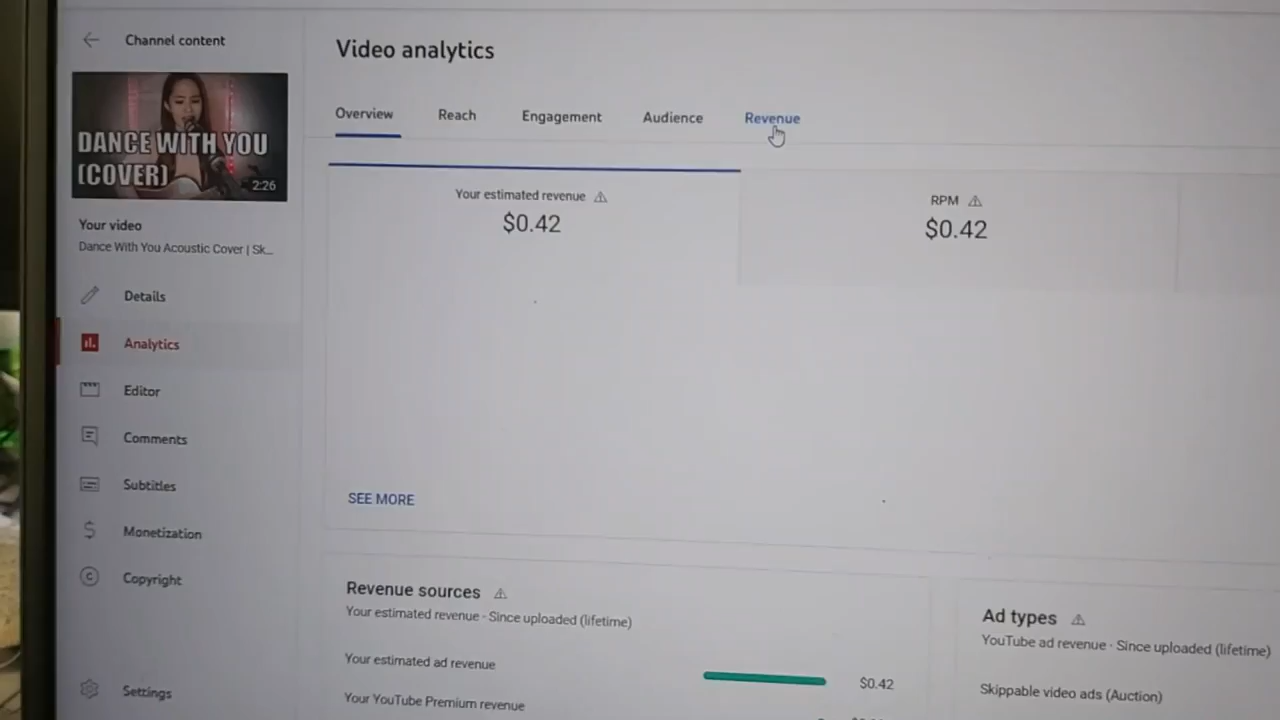 Channel content
DANCE WITH YOU
(COVER)
2:26
Your video
Dance With You Acoustic Cover | Sk...
Details
Analytics
Editor
Comments
Subtitles
Monetization
Copyright
Settings
Video analytics
Overview
Reach
Engagement
Audience
Revenue
Your estimated revenue
$0.42
RPM
$0.42
SEE MORE
Revenue sources
Your estimated revenue · Since uploaded (lifetime)
Your estimated ad revenue
$0.42
Your YouTube Premium revenue
Ad types
YouTube ad revenue · Since uploaded (lifetime)
Skippable video ads (Auction)